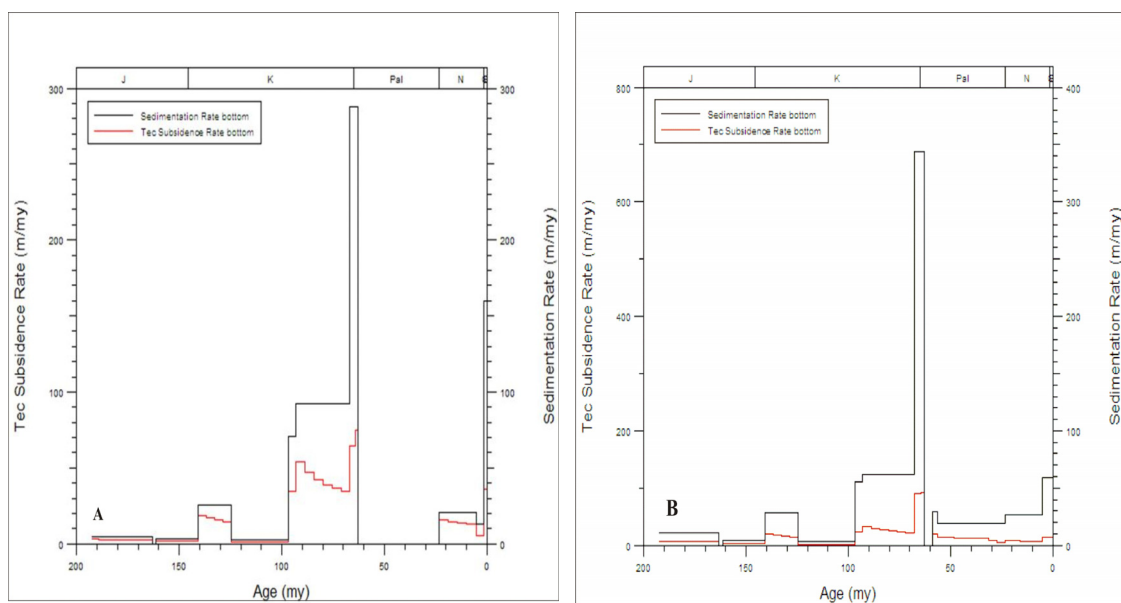 J K Pal N
300 300
Sedimentation Rate bottom
Tec Subsidence Rate bottom
Tec Subsidence Rate (m/my)
Sedimentation Rate (m/my)
200 200
100 100
A
0 0
200 150 100 50 0
Age (my)
J K Pal N
800 400
Sedimentation Rate bottom
Tec Subsidence Rate bottom
Tec Subsidence Rate (m/my)
Sedimentation Rate (m/my)
600 300
400 200
200 100
B
0 0
200 150 100 50 0
Age (my)